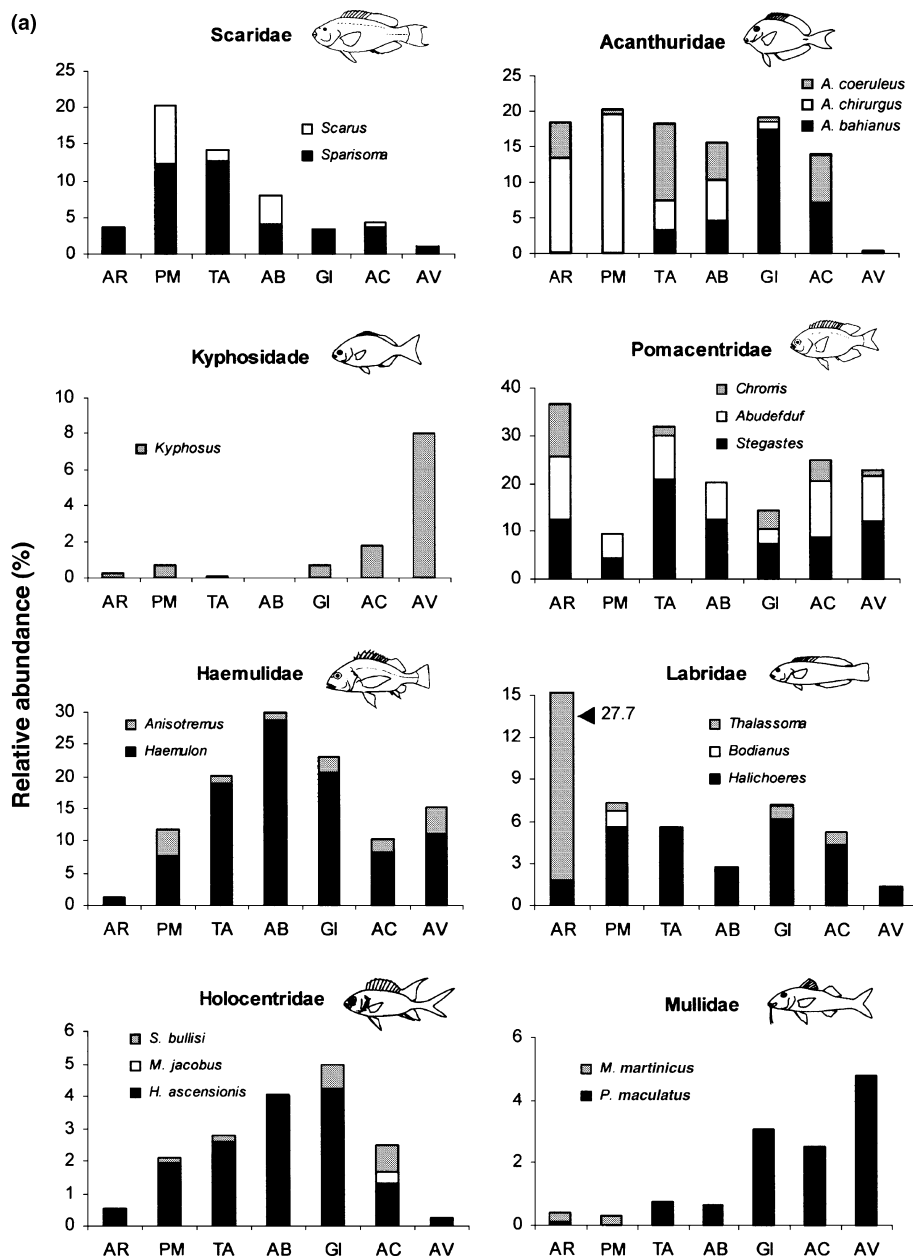 (a)
Relative abundance (%)
Scaridae
25
20
15
10
5
0
Scarus
Sparisoma
AR PM TA AB GI AC AV
Acanthuridae
25
20
15
10
5
0
A. coeruleus
A. chirurgus
A. bahianus
AR PM TA AB GI AC AV
Kyphosidade
10
8
6
4
2
0
Kyphosus
AR PM TA AB GI AC AV
Pomacentridae
40
30
20
10
0
Chromis
Abudefduf
Stegastes
AR PM TA AB GI AC AV
Haemulidae
30
25
20
15
10
5
0
Anisotremus
Haemulon
AR PM TA AB GI AC AV
Labridae
15
12
9
6
3
0
27.7
Thalassoma
Bodianus
Halichoeres
AR PM TA AB GI AC AV
Holocentridae
6
5
4
3
2
1
0
S. bullisi
M. jacobus
H. ascensionis
AR PM TA AB GI AC AV
Mullidae
6
4
2
0
M. martinicus
P. maculatus
AR PM TA AB GI AC AV